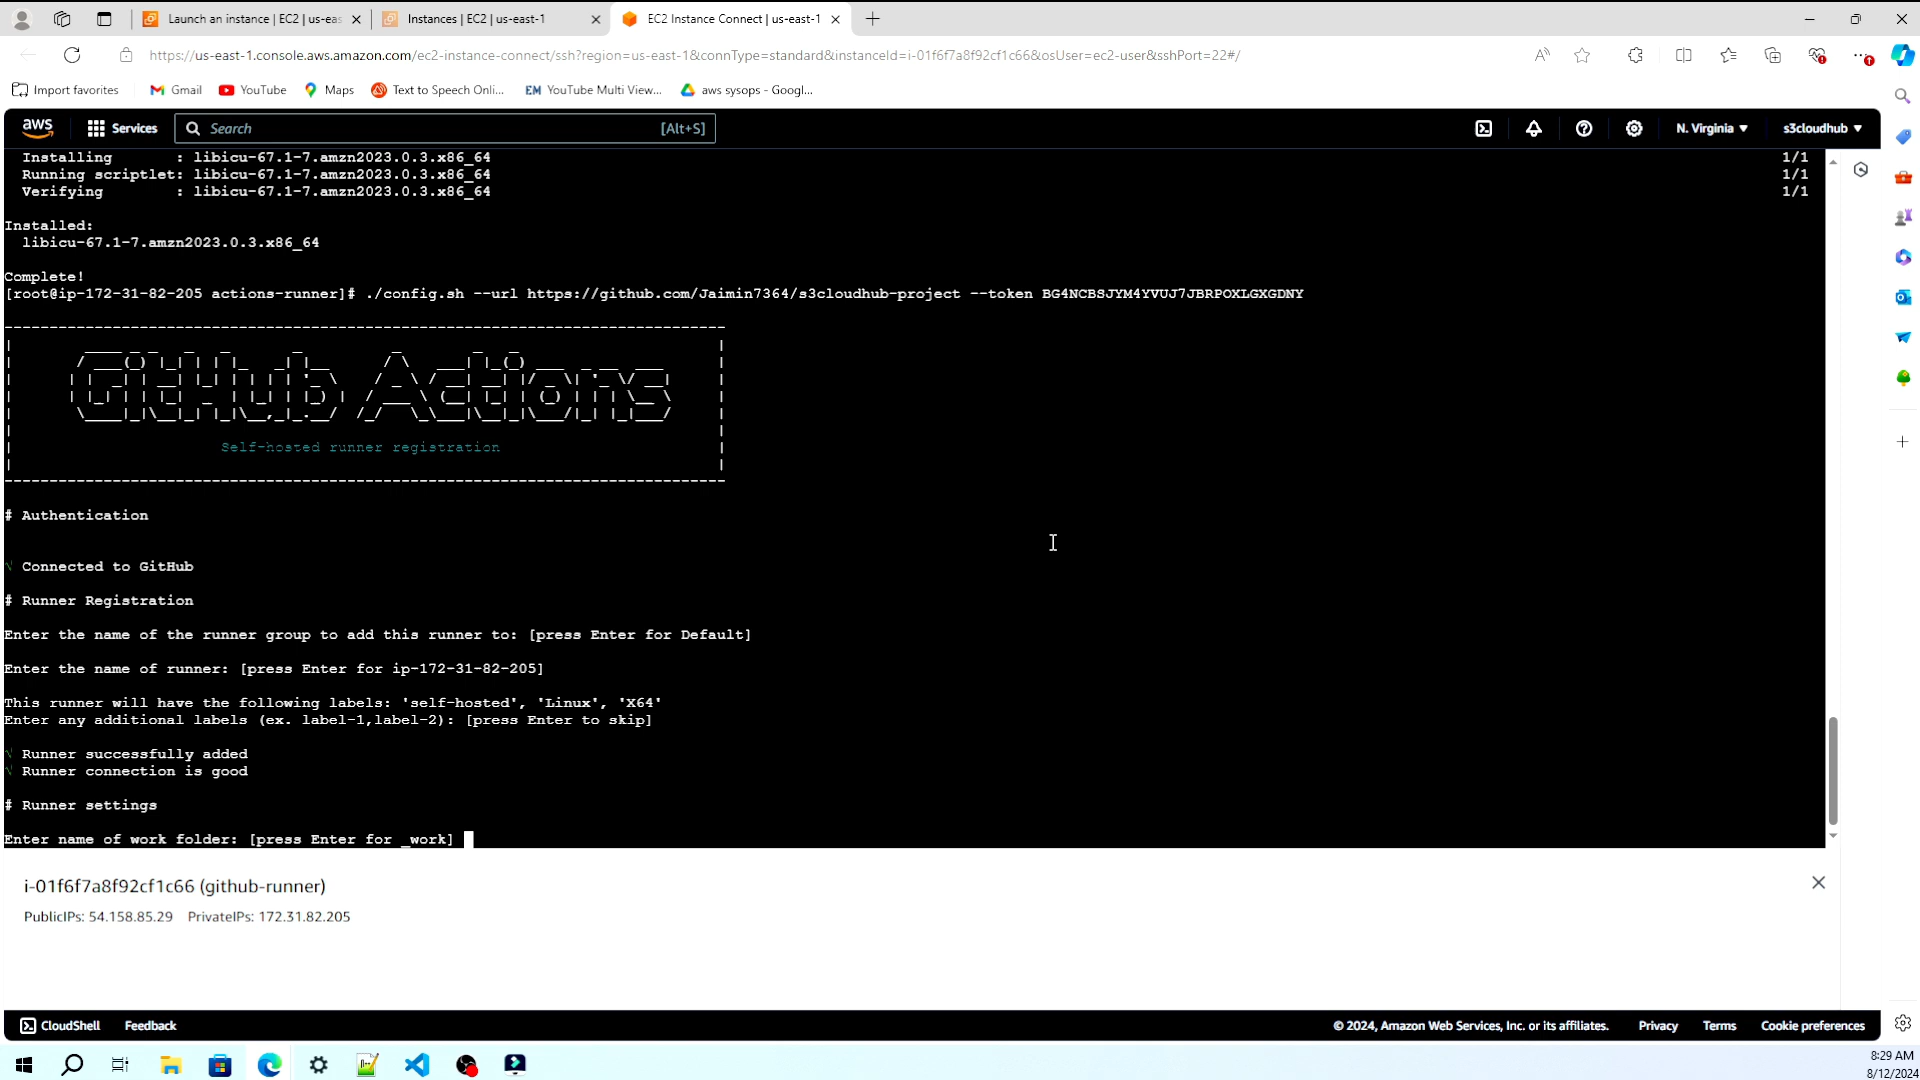 Launch an instance | EC2 | us-eas
Instances | EC2 | us-east-1
EC2 Instance Connect | us-east-1
https://us-east-1.console.aws.amazon.com/ec2-instance-connect/ssh?region=us-east-1&connType=standard&instanceId=i-01f6f7a8f92cf1c66&osUser=ec2-user&sshPort=22#/
Import favorites
Gmail
YouTube
Maps
Text to Speech Onli...
EM YouTube Multi View...
aws sysops - Googl...
aws
Services
Search
[Alt+S]
N. Virginia
s3cloudhub
Installing       : libicu-67.1-7.amzn2023.0.3.x86_64 1/1
Running scriptlet: libicu-67.1-7.amzn2023.0.3.x86_64 1/1
Verifying        : libicu-67.1-7.amzn2023.0.3.x86_64 1/1
Installed:
libicu-67.1-7.amzn2023.0.3.x86_64
Complete!
[root@ip-172-31-82-205 actions-runner]# ./config.sh --url https://github.com/Jaimin7364/s3cloudhub-project --token BG4NCBSJYM4YVUJ7JBRPOXLGXGDNY
GitHub Actions
Self-hosted runner registration
# Authentication
√ Connected to GitHub
# Runner Registration
Enter the name of the runner group to add this runner to: [press Enter for Default]
Enter the name of runner: [press Enter for ip-172-31-82-205]
This runner will have the following labels: 'self-hosted', 'Linux', 'X64'
Enter any additional labels (ex. label-1,label-2): [press Enter to skip]
√ Runner successfully added
√ Runner connection is good
# Runner settings
Enter name of work folder: [press Enter for _work]
i-01f6f7a8f92cf1c66 (github-runner)
PublicIPs: 54.158.85.29 PrivateIPs: 172.31.82.205
CloudShell
Feedback
© 2024, Amazon Web Services, Inc. or its affiliates.
Privacy
Terms
Cookie preferences
8:29 AM
8/12/2024